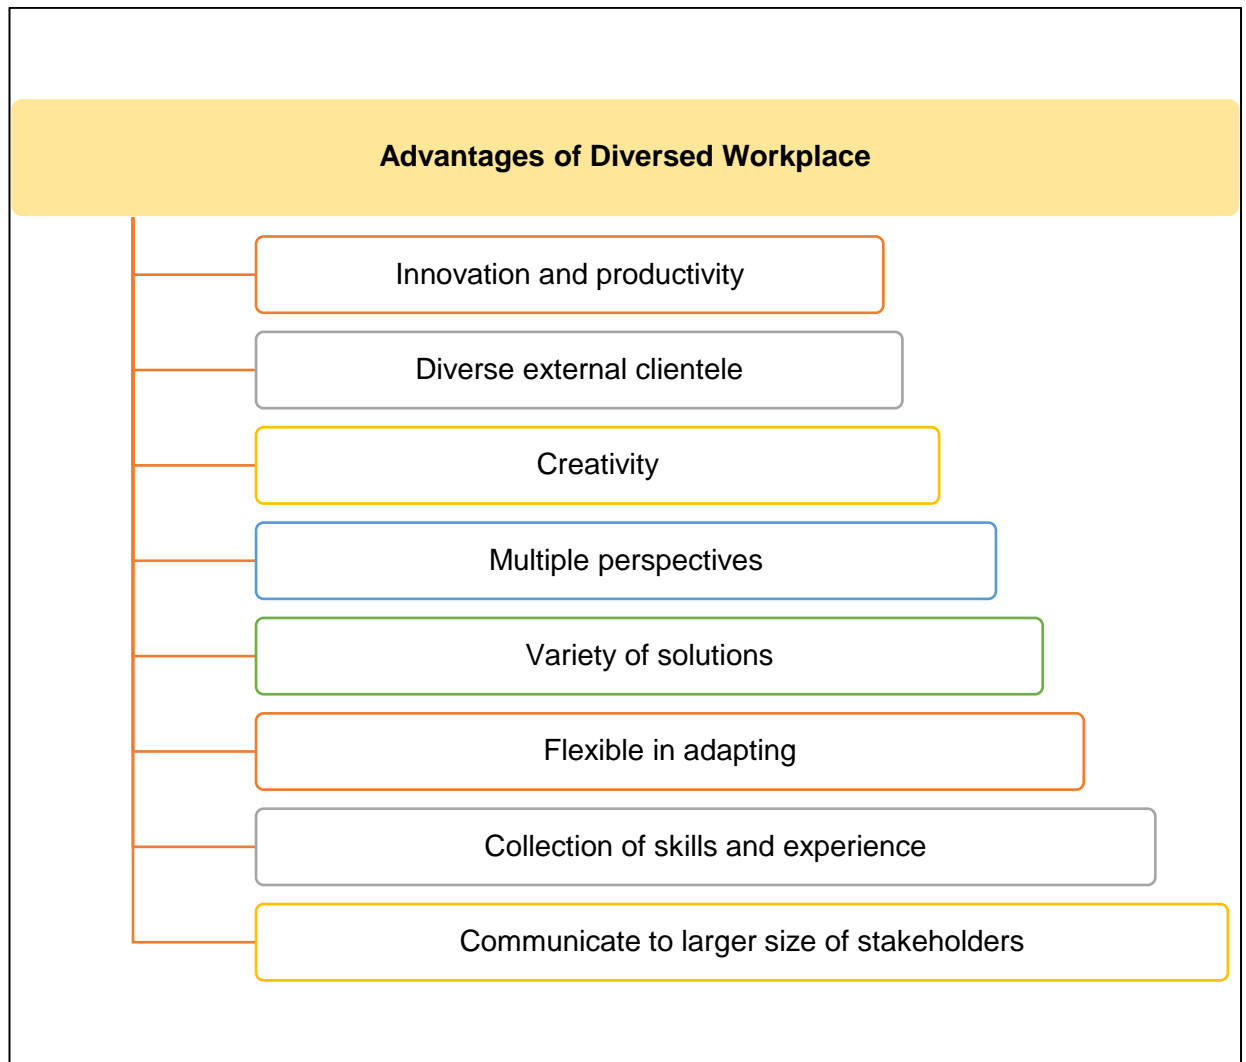 Advantages of Diversed Workplace
Innovation and productivity
Diverse external clientele
Creativity
Multiple perspectives
Variety of solutions
Flexible in adapting
Collection of skills and experience
Communicate to larger size of stakeholders